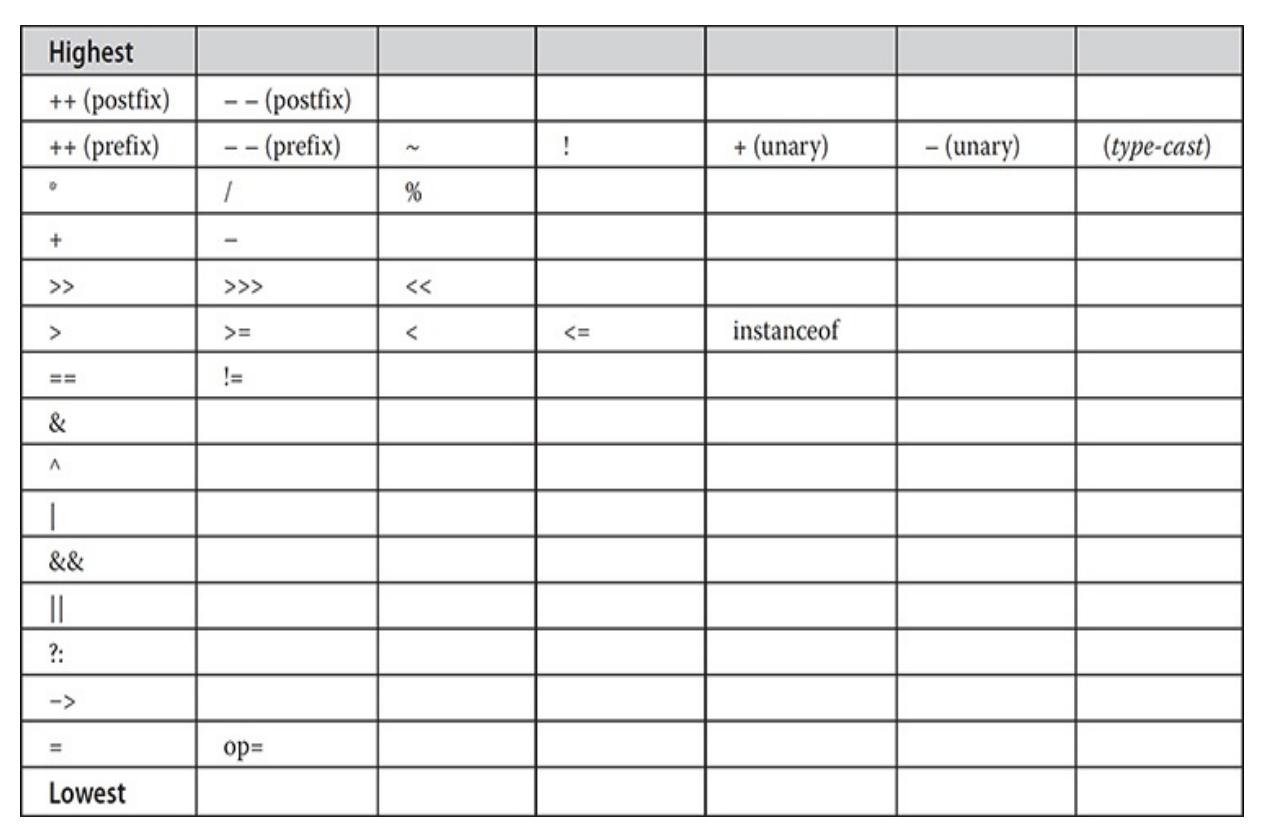 Highest
++ (postfix) – – (postfix)
++ (prefix) – – (prefix) ~ ! + (unary) – (unary) (type-cast)
* / %
+ –
>> >>> <<
> >= < <= instanceof
== !=
&
^
|
&&
||
?:
–>
= op=
Lowest